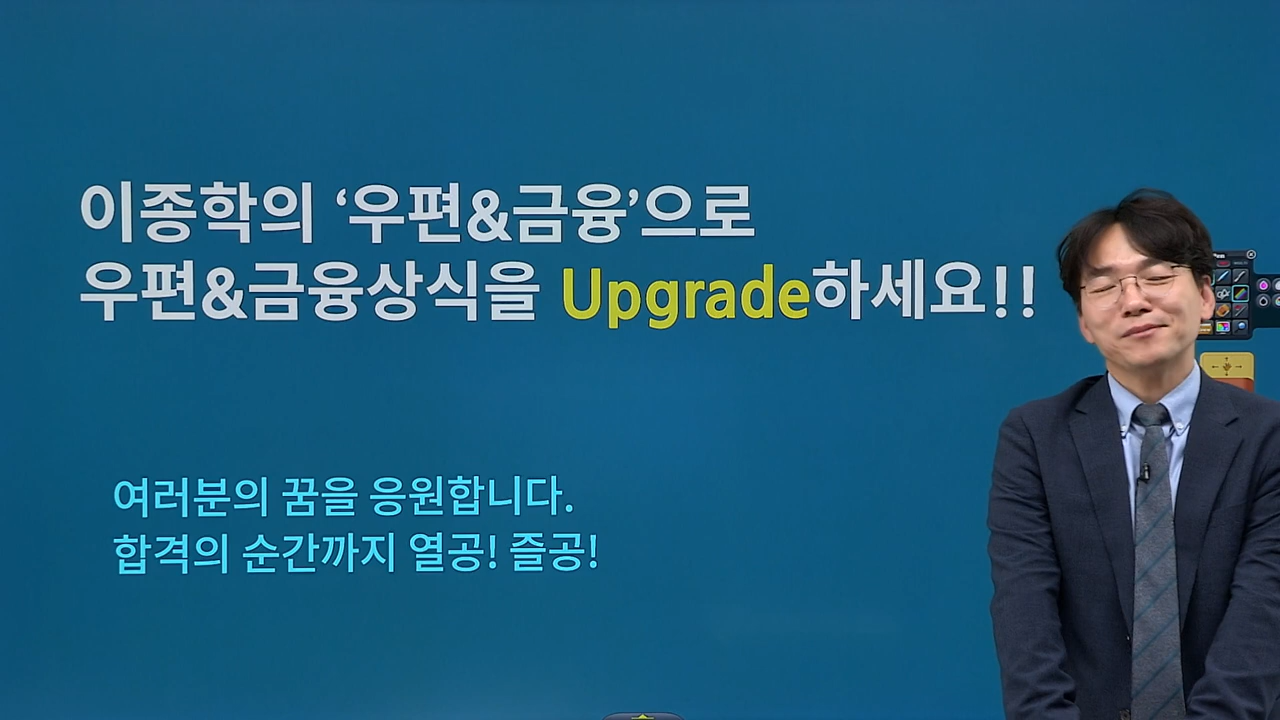 이종학의 ‘우편&금융’으로
우편&금융상식을 Upgrade하세요!!
여러분의 꿈을 응원합니다.
합격의 순간까지 열공! 즐공!